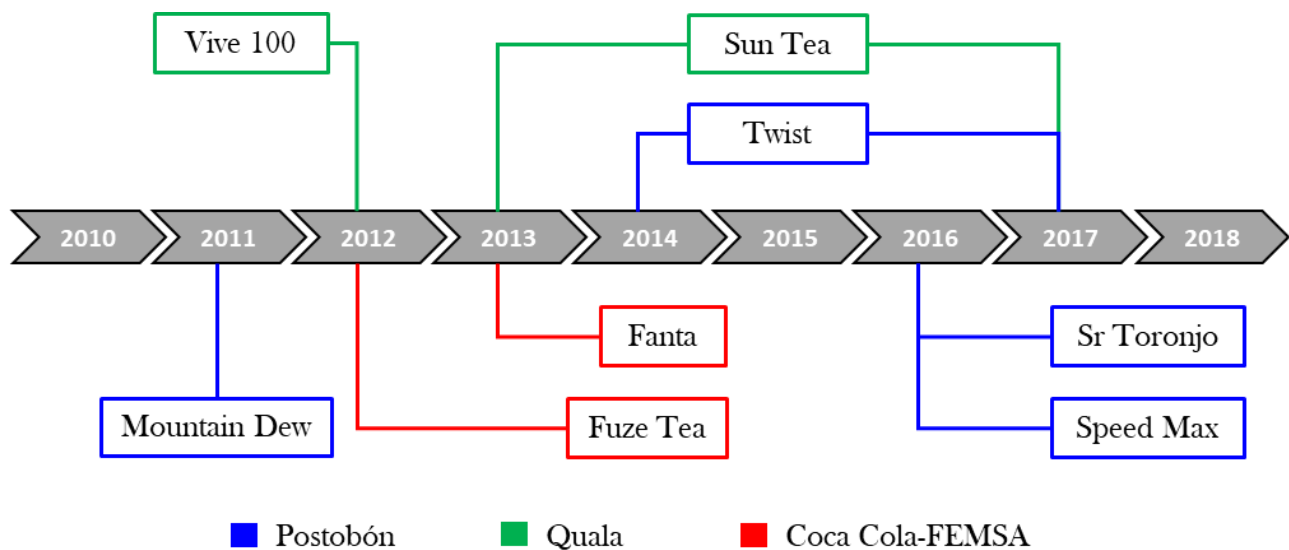 Vive 100
Sun Tea
Twist
2010 2011 2012 2013 2014 2015 2016 2017 2018
Fanta
Sr Toronjo
Mountain Dew
Fuze Tea
Speed Max
Postobón
Quala
Coca Cola-FEMSA